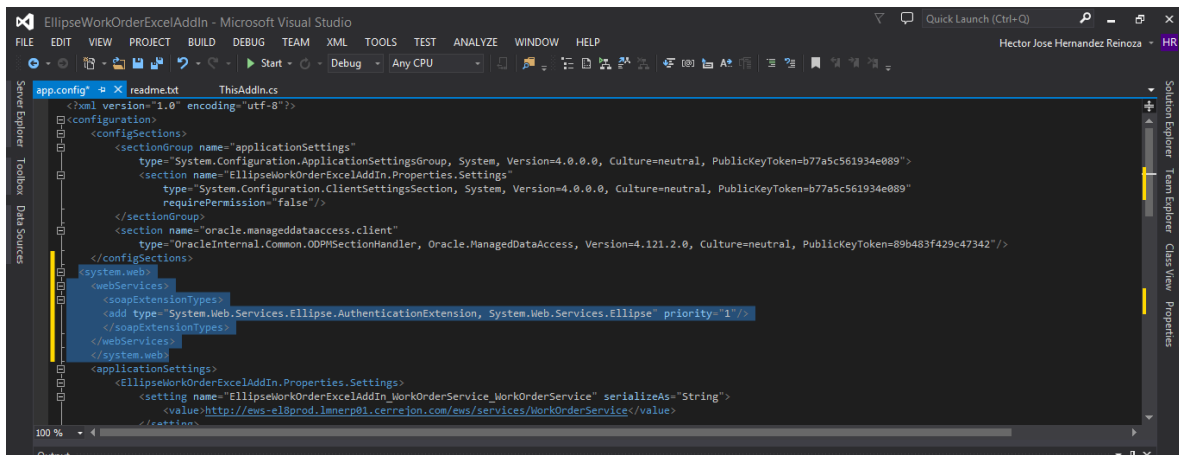 EllipseWorkOrderExcelAddIn - Microsoft Visual Studio
Quick Launch (Ctrl+Q)
FILE EDIT VIEW PROJECT BUILD DEBUG TEAM XML TOOLS TEST ANALYZE WINDOW HELP
Hector Jose Hernandez Reinoza
HR
Start
Debug
Any CPU
Server Explorer
Toolbox
Data Sources
app.config*
readme.txt
ThisAddIn.cs
<?xml version="1.0" encoding="utf-8"?>
<configuration>
<configSections>
<sectionGroup name="applicationSettings"
type="System.Configuration.ApplicationSettingsGroup, System, Version=4.0.0.0, Culture=neutral, PublicKeyToken=b77a5c561934e089">
<section name="EllipseWorkOrderExcelAddIn.Properties.Settings"
type="System.Configuration.ClientSettingsSection, System, Version=4.0.0.0, Culture=neutral, PublicKeyToken=b77a5c561934e089"
requirePermission="false"/>
</sectionGroup>
<section name="oracle.manageddataaccess.client"
type="OracleInternal.Common.ODPMSectionHandler, Oracle.ManagedDataAccess, Version=4.121.2.0, Culture=neutral, PublicKeyToken=89b483f429c47342"/>
</configSections>
<system.web>
<webServices>
<soapExtensionTypes>
<add type="System.Web.Services.Ellipse.AuthenticationExtension, System.Web.Services.Ellipse" priority="1"/>
</soapExtensionTypes>
</webServices>
</system.web>
<applicationSettings>
<EllipseWorkOrderExcelAddIn.Properties.Settings>
<setting name="EllipseWorkOrderExcelAddIn_WorkOrderService_WorkOrderService" serializeAs="String">
<value>http://ews-el8prod.lmnerp01.cerrejon.com/ews/services/WorkOrderService</value>
</setting>
100 %
Output
Solution Explorer
Team Explorer
Class View
Properties